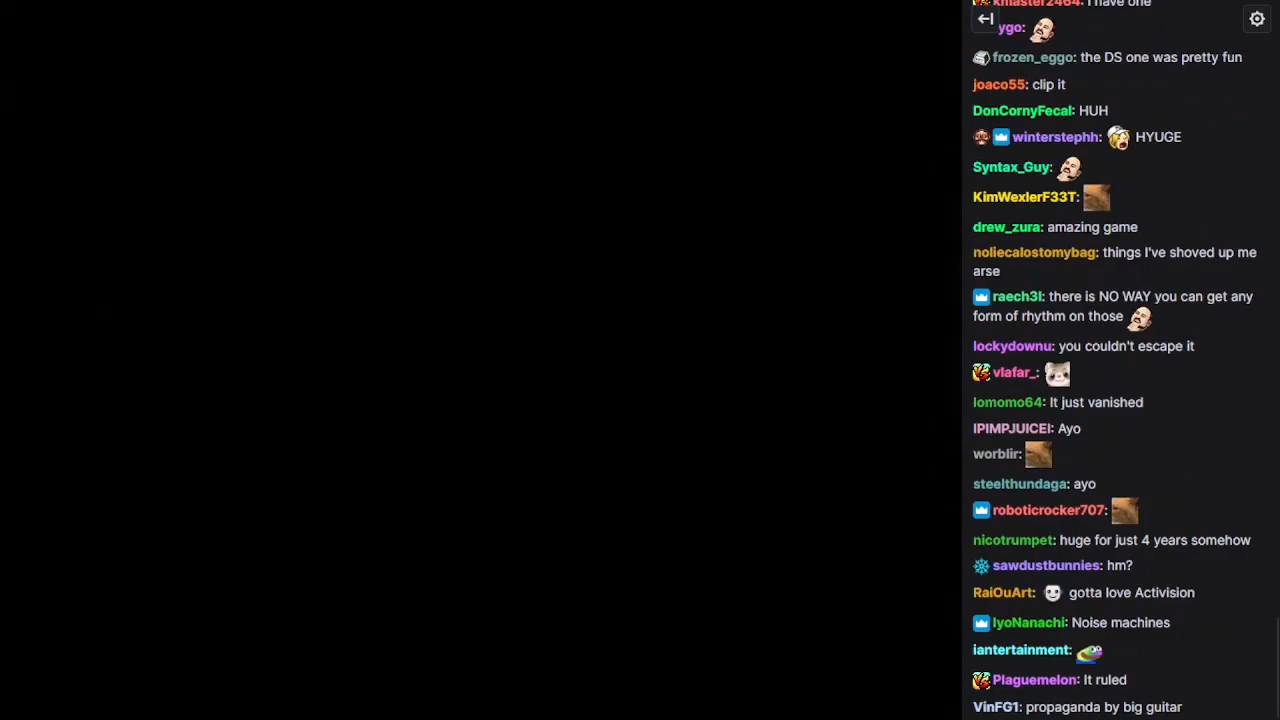 kmaster2464: I have one
ygo:
frozen_eggo: the DS one was pretty fun
joaco55: clip it
DonCornyFecal: HUH
winterstephh: HYUGE
Syntax_Guy:
KimWexlerF33T:
drew_zura: amazing game
noliecalostomybag: things I've shoved up me
arse
raech3l: there is NO WAY you can get any
form of rhythm on those
lockydownu: you couldn't escape it
vlafar_:
lomomo64: It just vanished
IPIMPJUICEI: Ayo
worblir:
steelthundaga: ayo
roboticrocker707:
nicotrumpet: huge for just 4 years somehow
sawdustbunnies: hm?
RaiOuArt: gotta love Activision
IyoNanachi: Noise machines
iantertainment:
Plaguemelon: It ruled
VinFG1: propaganda by big guitar